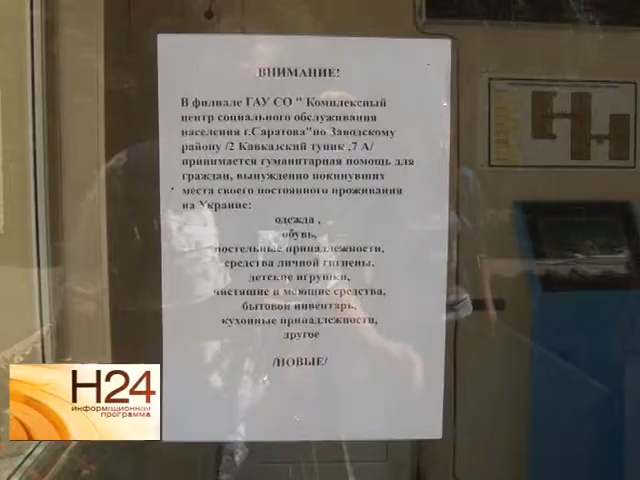 ВНИМАНИЕ!
В филиале ГАУ СО " Комплексный
центр социального обслуживания
населения г.Саратова"по Заводскому
району /2 Кавказский тупик ,7 А/
принимается гуманитарная помощь для
граждан, вынужденно покинувших
места своего постоянного проживания
на Украине:
одежда ,
обувь,
постельные принадлежности,
средства личной гигиены,
детские игрушки,
чистящие и моющие средства,
бытовой инвентарь,
кухонные принадлежности,
другое
/НОВЫЕ/
Н24
информационная
программа